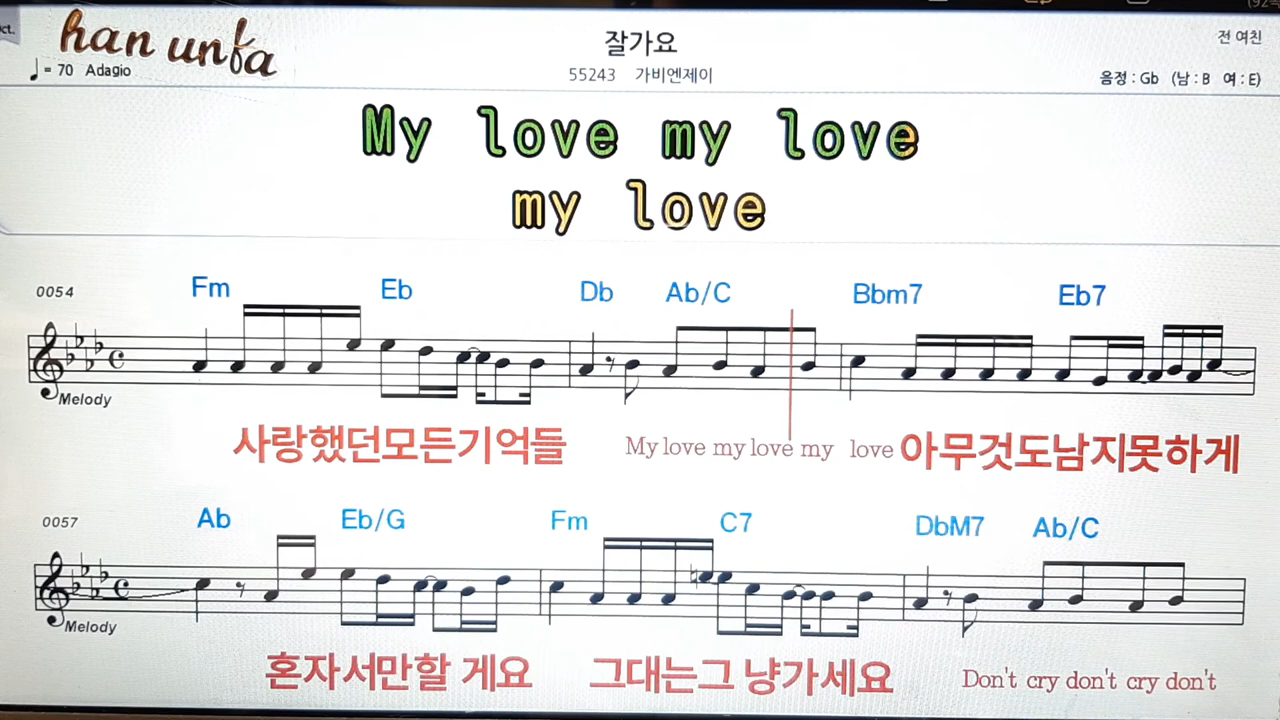 ct.
han unfa
♩= 70 Adagio
잘가요
55243 가비엔제이
전 여친
음정 : Gb (남 : B 여 : E)
My love my love
my love
0054 Fm Eb Db Ab/C Bbm7 Eb7
Melody
사랑했던모든기억들 My love my love my love 아무것도남지못하게
0057 Ab Eb/G Fm C7 DbM7 Ab/C
Melody
혼자서만할 게요 그대는그 냥가세요 Don't cry don't cry don't